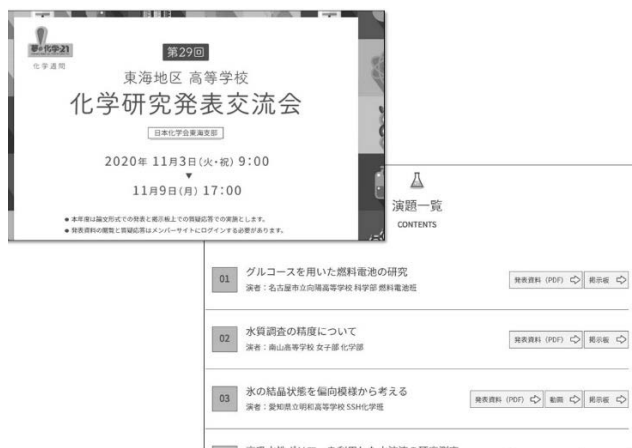 夢・化学-21
化学週間
第29回
東海地区 高等学校
化学研究発表交流会
日本化学会東海支部
2020年 11月3日(火・祝) 9:00
▼
11月9日(月) 17:00
● 本年度は論文形式での発表と掲示板上での質疑応答での実施とします。
● 発表資料の閲覧と質疑応答はメンバーサイトにログインする必要があります。
演題一覧
CONTENTS
01 グルコースを用いた燃料電池の研究
演者：名古屋市立向陽高等学校 科学部 燃料電池班
発表資料 (PDF) 掲示板
02 水質調査の精度について
演者：南山高等学校 女子部 化学部
発表資料 (PDF) 掲示板
03 氷の結晶状態を偏向模様から考える
演者：愛知県立明和高等学校 SSH化学班
発表資料 (PDF) 動画 掲示板